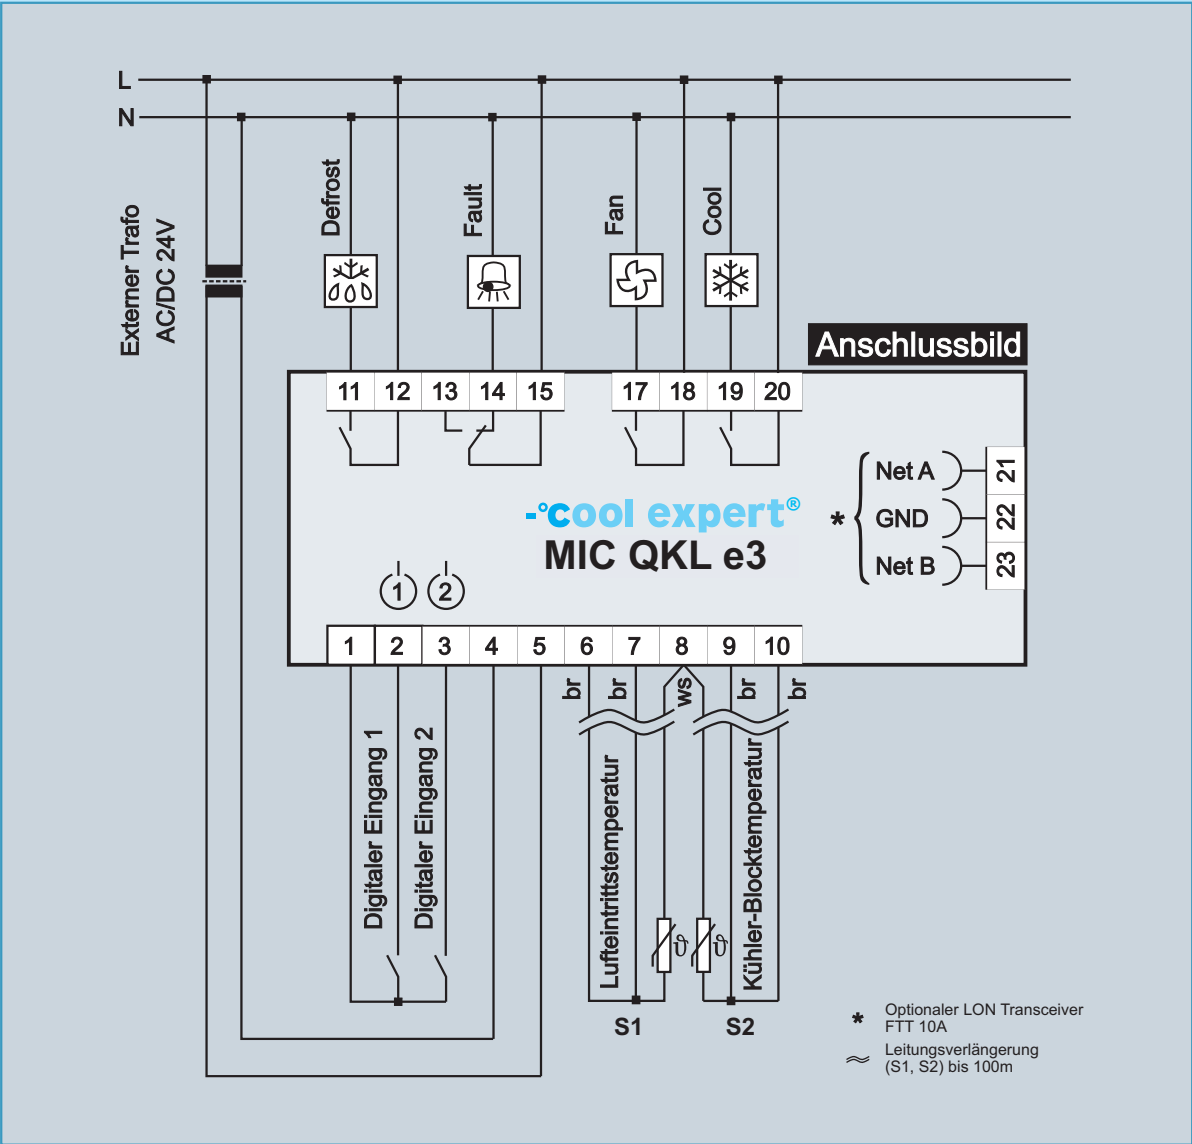 L
N
Externer Trafo
AC/DC 24V
Defrost
Fault
Fan
Cool
Anschlussbild
11 12 13 14 15 17 18 19 20
Net A 21
* GND 22
Net B 23
-°cool expert®
MIC QKL e3
1 2
1 2 3 4 5 6 7 8 9 10
br br ws br br
Digitaler Eingang 1
Digitaler Eingang 2
Lufteintrittstemperatur
ϑ ϑ
Kühler-Blocktemperatur
S1 S2
* Optionaler LON Transceiver
FTT 10A
Leitungsverlängerung
(S1, S2) bis 100m